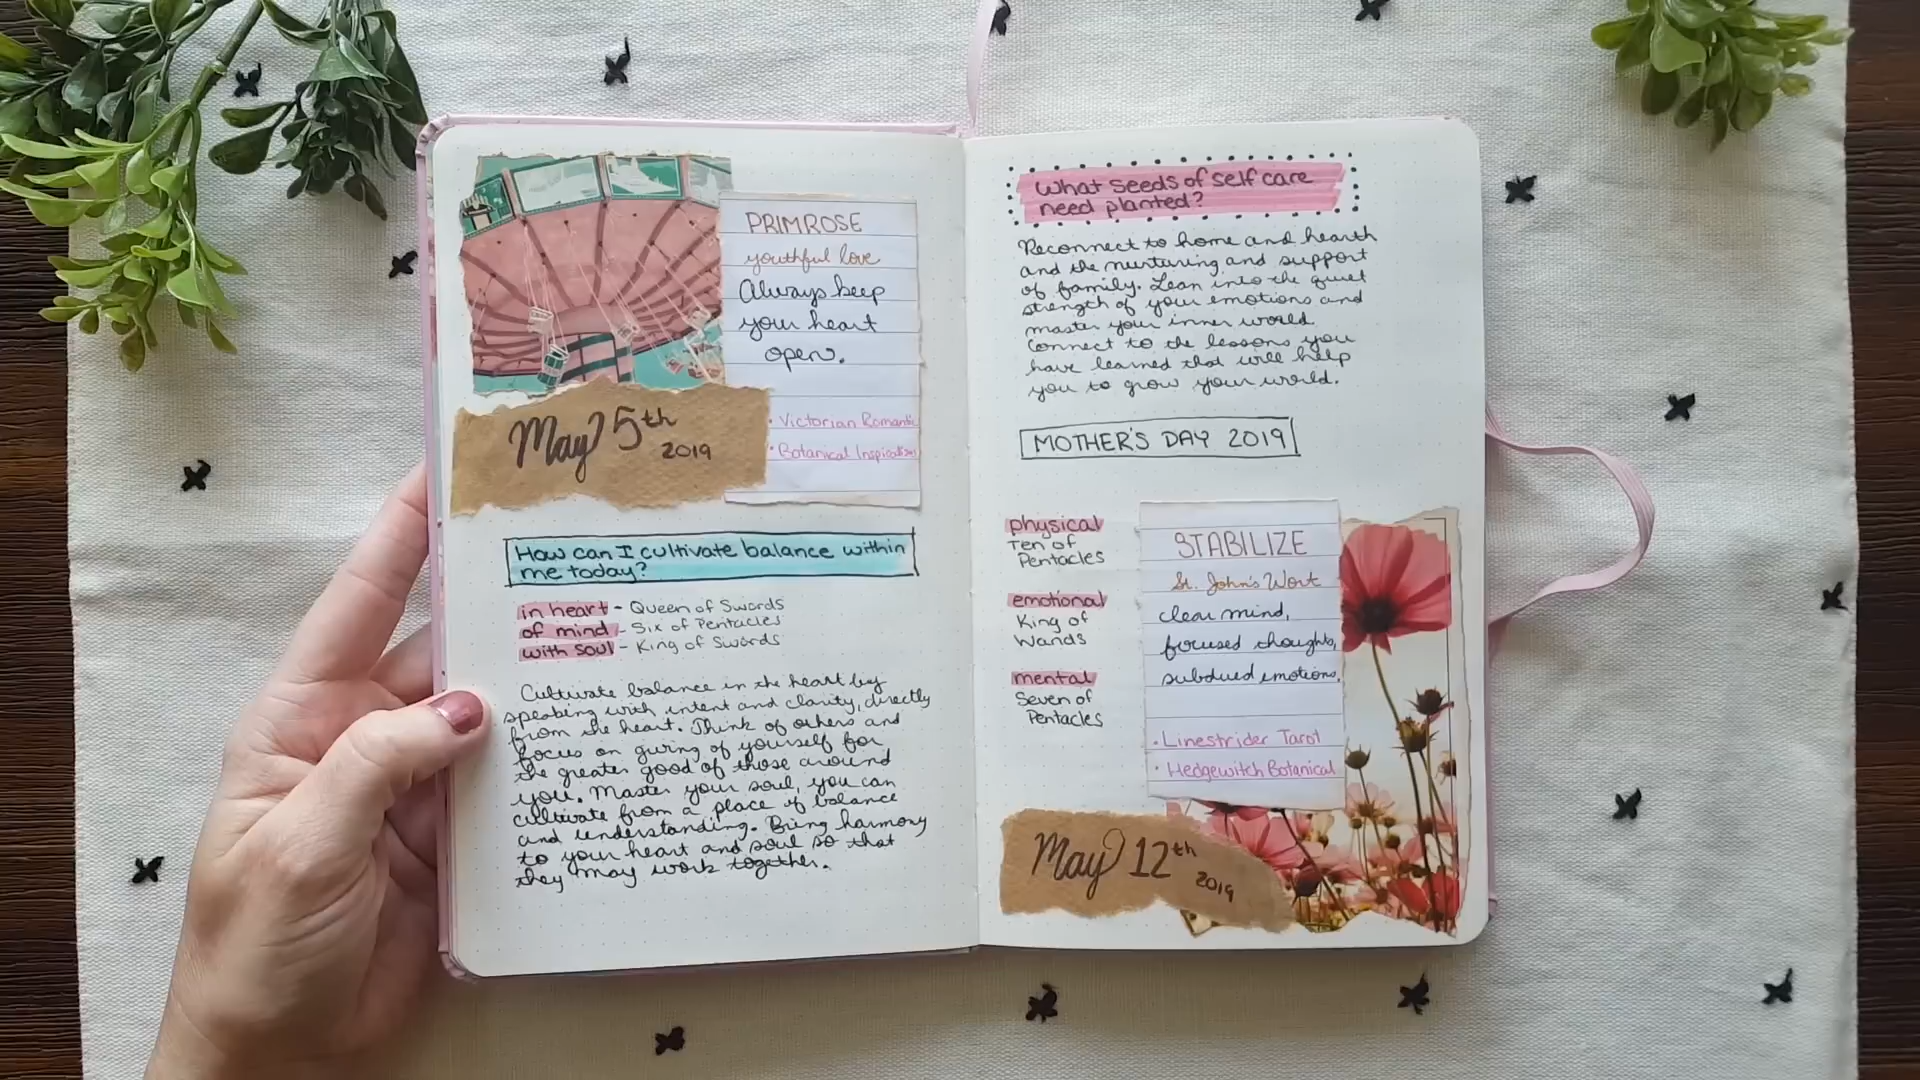 PRIMROSE
youthful love
Always keep
your heart
open.
• Victorian Romantic
• Botanical Inspirations
May 5th
2019
How can I cultivate balance within
me today?
in heart - Queen of Swords
of mind - Six of Pentacles
with soul - King of Swords
Cultivate balance in the heart by
speaking with intent and clarity, directly
from the heart. Think of others and
focus on giving of yourself for
the greater good of those around
you. Master your soul, you can
cultivate from a place of balance
and understanding. Bring harmony
to your heart and soul so that
they may work together.
What seeds of self care
need planted?
Reconnect to home and hearth
and the nurturing and support
of family. Lean into the quiet
strength of your emotions and
master your inner world.
Connect to the lessons you
have learned that will help
you to grow your world.
MOTHER'S DAY 2019
physical
Ten of
Pentacles
emotional
King of
Wands
mental
Seven of
Pentacles
STABILIZE
St. John's Wort
clear mind,
focused thoughts,
subdued emotions.
• Linestrider Tarot
• Hedgewitch Botanical
May 12th
2019